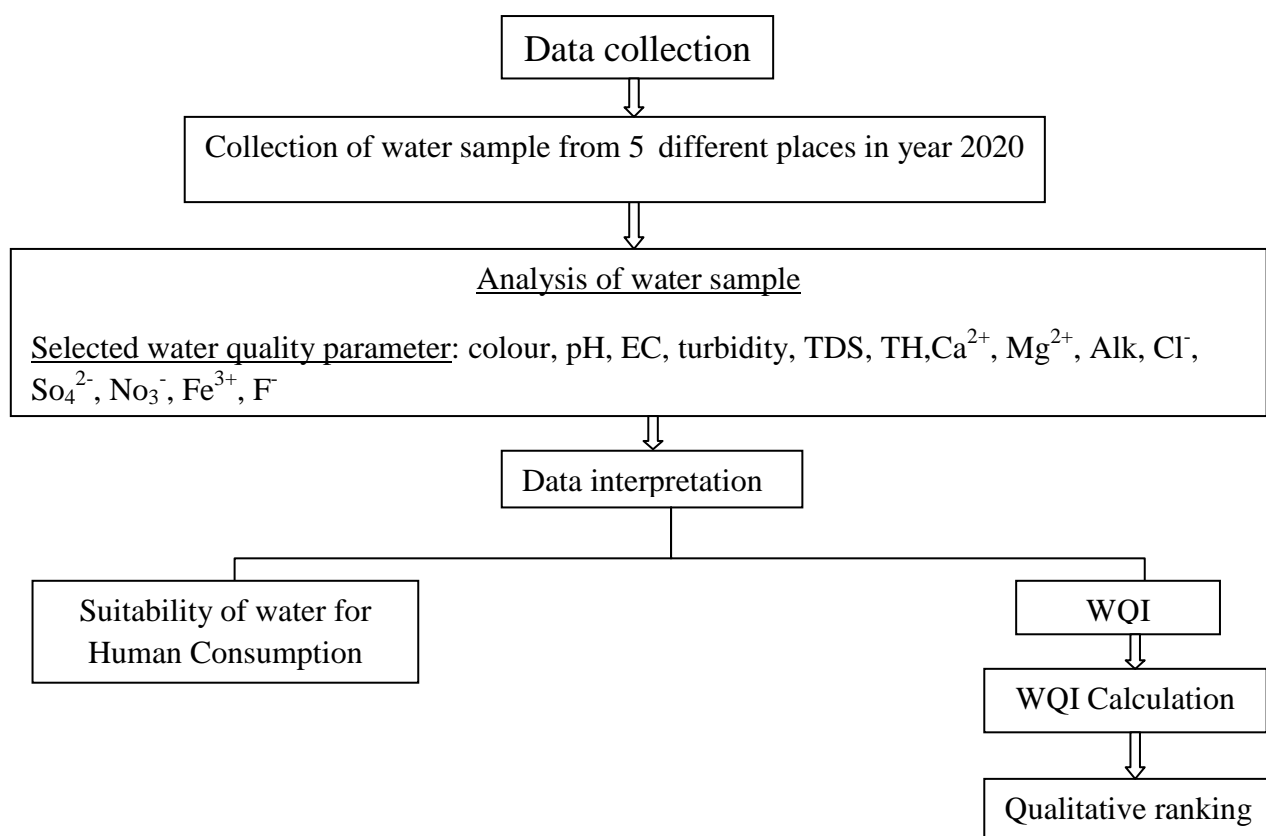 Data collection
Collection of water sample from 5 different places in year 2020
Analysis of water sample
Selected water quality parameter: colour, pH, EC, turbidity, TDS, TH,Ca²⁺, Mg²⁺, Alk, Cl⁻,
So₄²⁻, No₃⁻, Fe³⁺, F⁻
Data interpretation
Suitability of water for
Human Consumption
WQI
WQI Calculation
Qualitative ranking